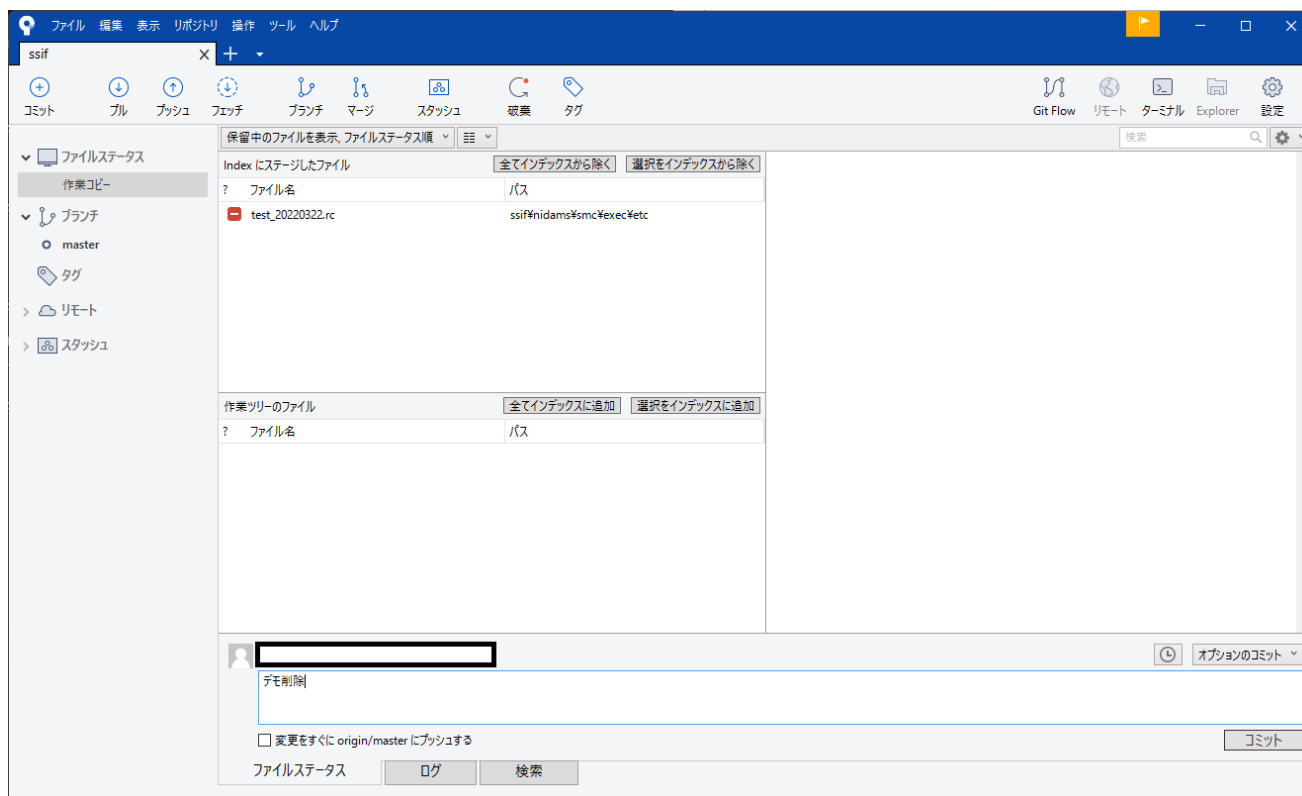 ファイル 編集 表示 リポジトリ 操作 ツール ヘルプ
ssif
コミット プル プッシュ フェッチ ブランチ マージ スタッシュ 破棄 タグ Git Flow リモート ターミナル Explorer 設定
保留中のファイルを表示, ファイルステータス順 検索
ファイルステータス
作業コピー
ブランチ
master
タグ
リモート
スタッシュ
Index にステージしたファイル 全てインデックスから除く 選択をインデックスから除く
? ファイル名 パス
test_20220322.rc ssif¥nidams¥smc¥exec¥etc
作業ツリーのファイル 全てインデックスに追加 選択をインデックスに追加
? ファイル名 パス
オプションのコミット
デモ削除
変更をすぐに origin/master にプッシュする
コミット
ファイルステータス ログ 検索